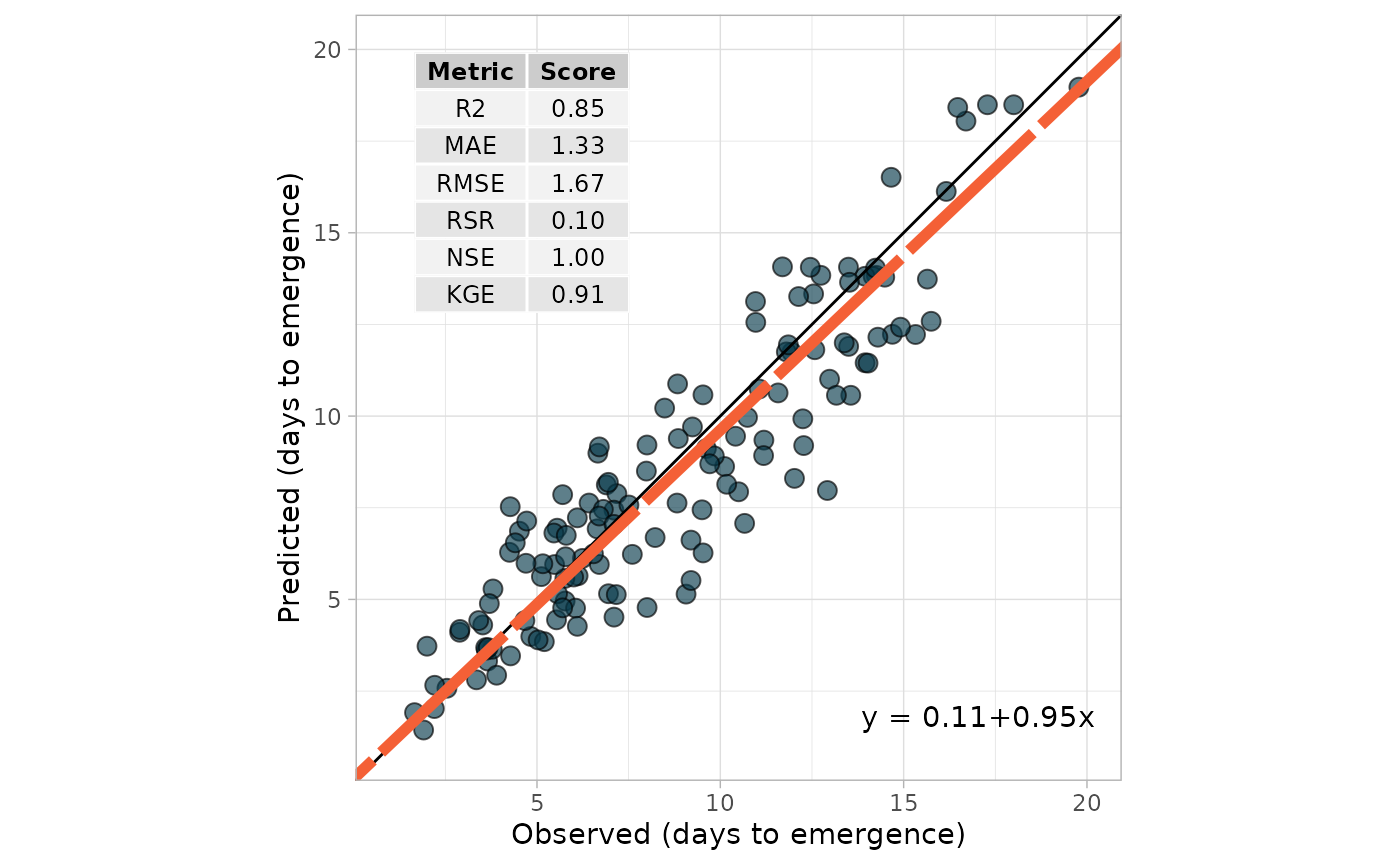 20
15
10
5
Predicted (days to emergence)
Metric Score
R2 0.85
MAE 1.33
RMSE 1.67
RSR 0.10
NSE 1.00
KGE 0.91
y = 0.11+0.95x
5 10 15 20
Observed (days to emergence)